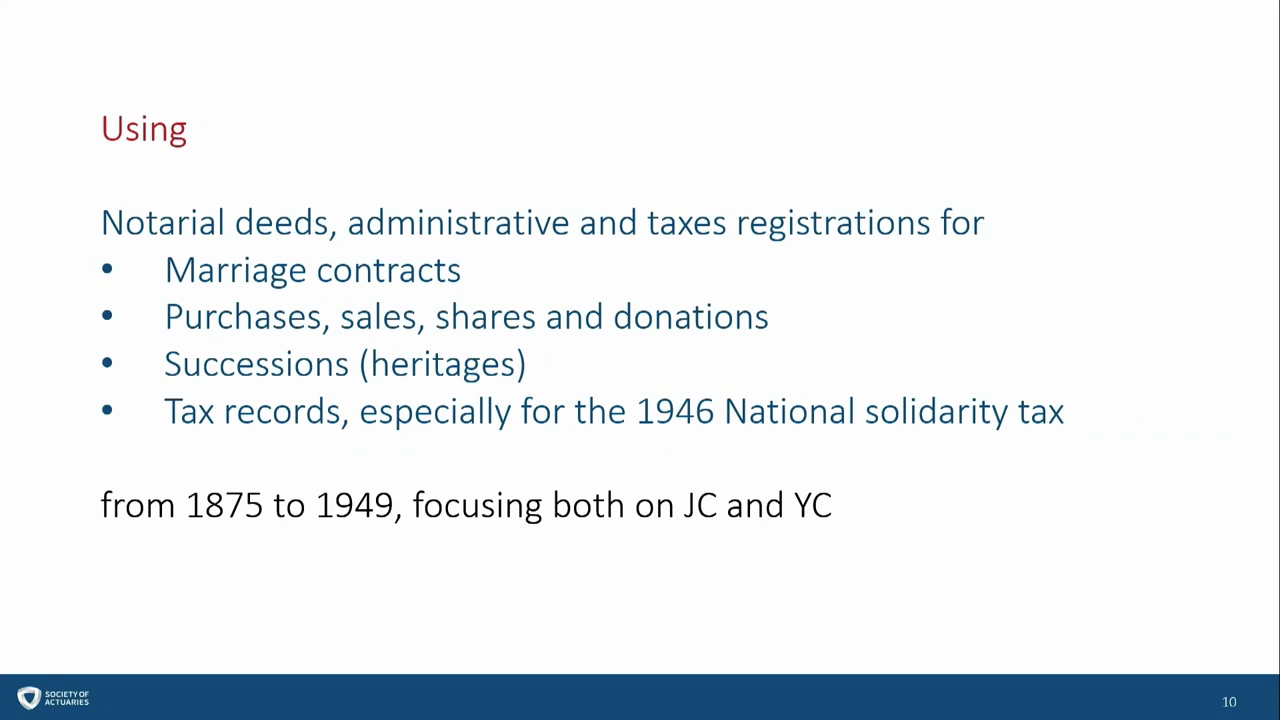 Using
Notarial deeds, administrative and taxes registrations for
• Marriage contracts
• Purchases, sales, shares and donations
• Successions (heritages)
• Tax records, especially for the 1946 National solidarity tax
from 1875 to 1949, focusing both on JC and YC
SOCIETY OF
ACTUARIES
10